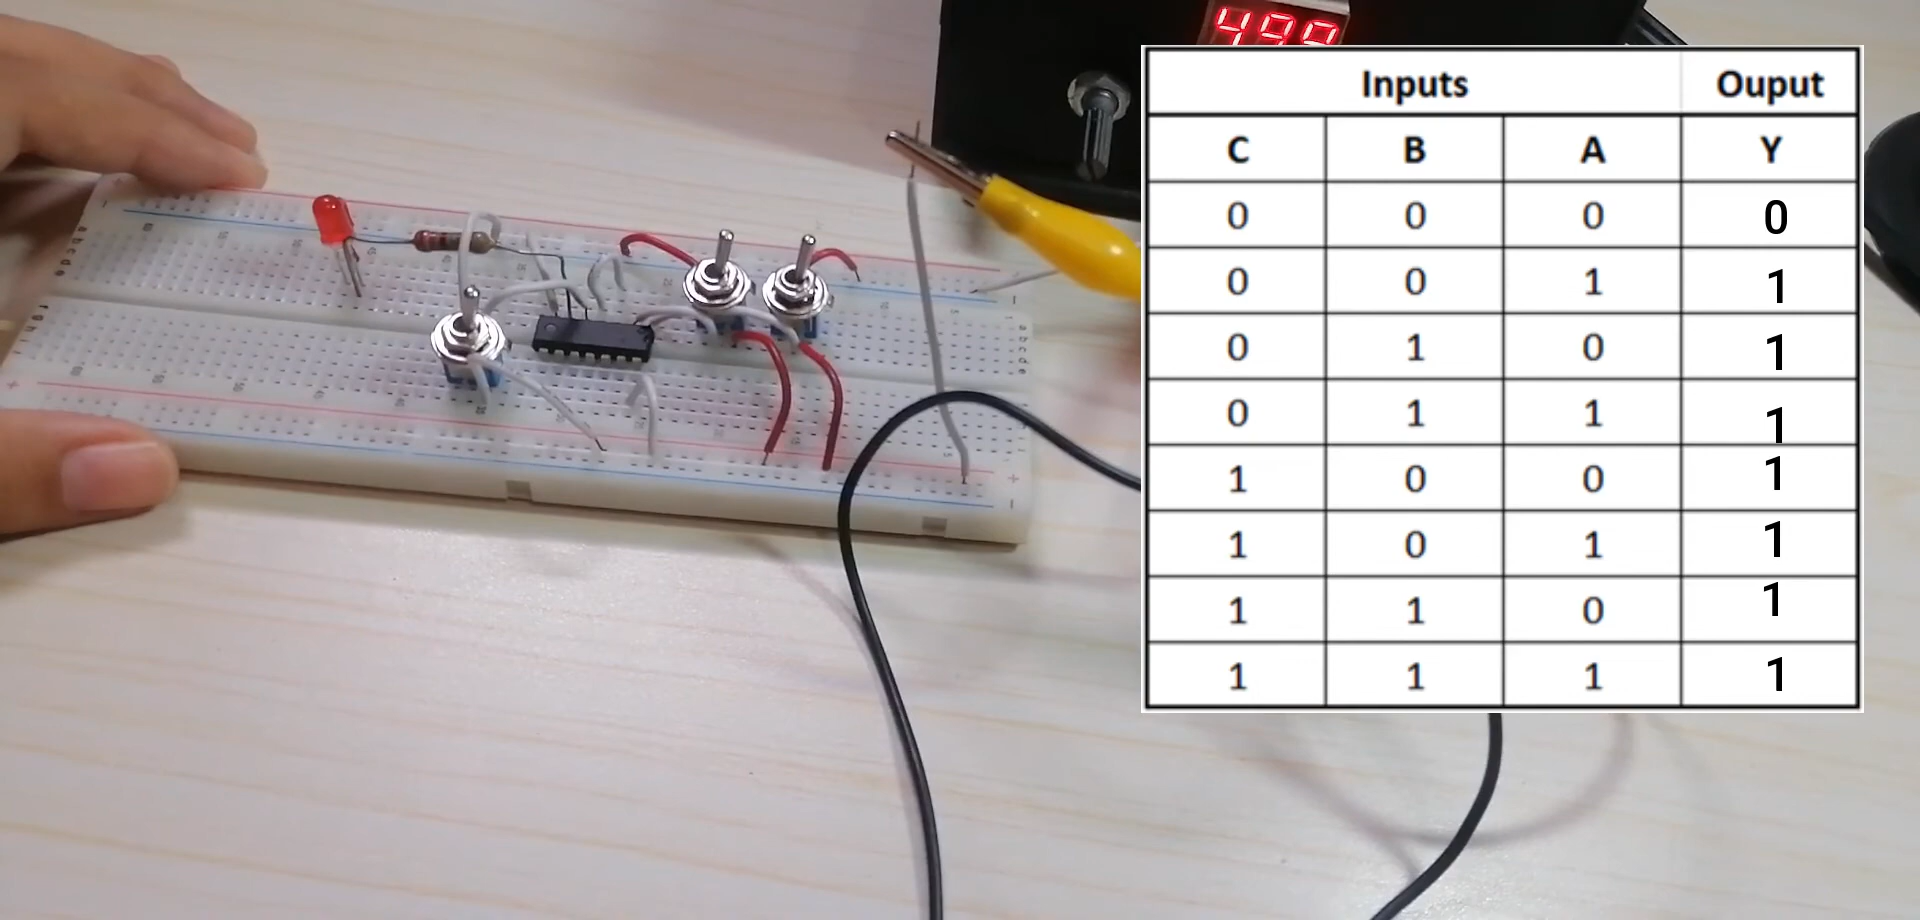 499
Inputs Ouput
C B A Y
0 0 0 0
0 0 1 1
0 1 0 1
0 1 1 1
1 0 0 1
1 0 1 1
1 1 0 1
1 1 1 1